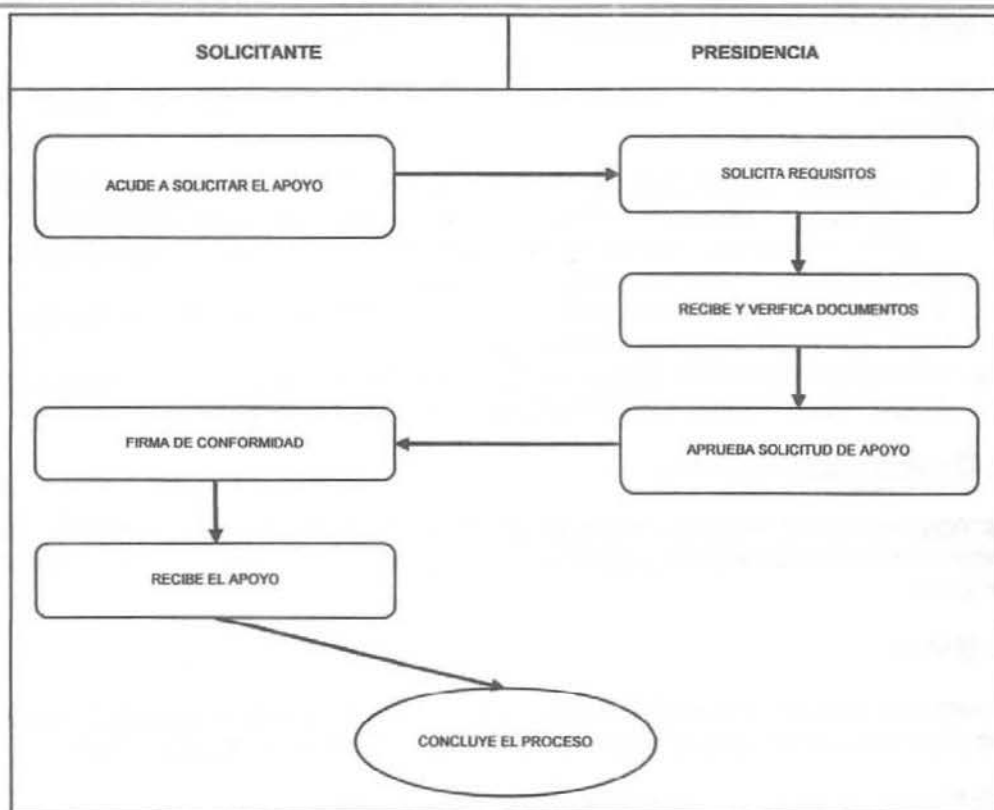 SOLICITANTE
PRESIDENCIA
ACUDE A SOLICITAR EL APOYO
SOLICITA REQUISITOS
RECIBE Y VERIFICA DOCUMENTOS
APRUEBA SOLICITUD DE APOYO
FIRMA DE CONFORMIDAD
RECIBE EL APOYO
CONCLUYE EL PROCESO